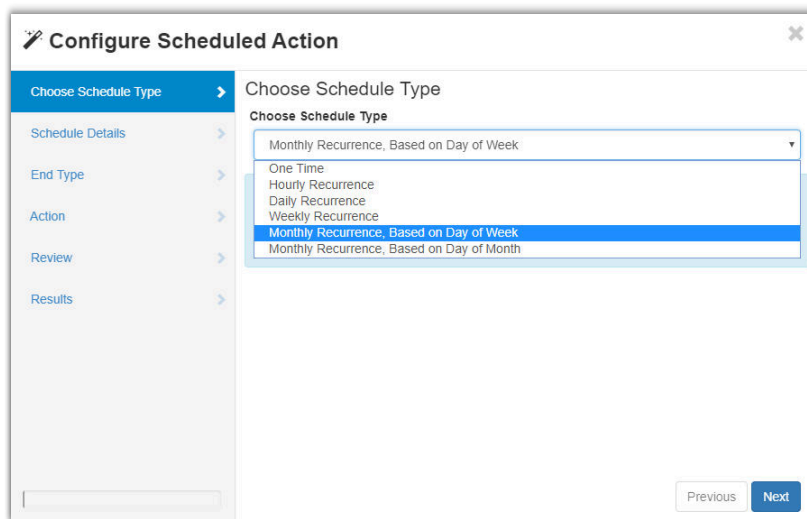 Configure Scheduled Action
Choose Schedule Type
Schedule Details
End Type
Action
Review
Results
Choose Schedule Type
Choose Schedule Type
Monthly Recurrence, Based on Day of Week
One Time
Hourly Recurrence
Daily Recurrence
Weekly Recurrence
Monthly Recurrence, Based on Day of Week
Monthly Recurrence, Based on Day of Month
Previous
Next